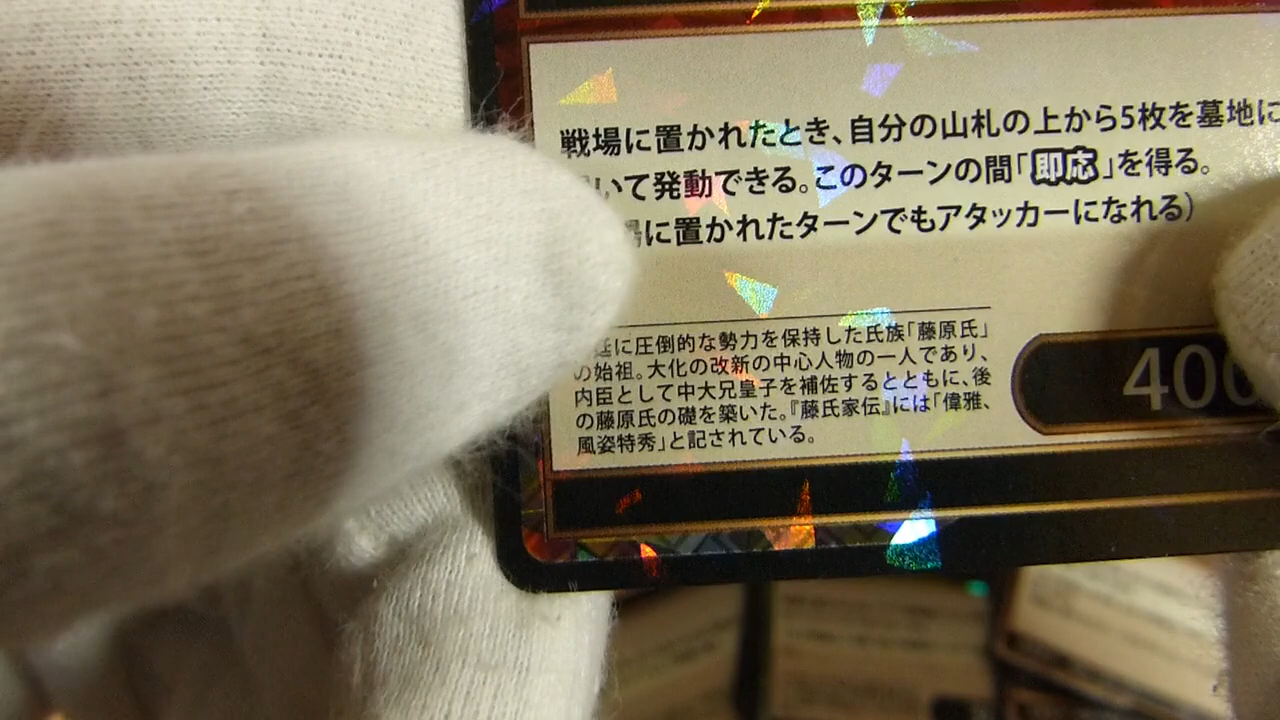 戦場に置かれたとき、自分の山札の上から5枚を墓地に
いて発動できる。このターンの間「即応」を得る。
に置かれたターンでもアタッカーになれる)
に圧倒的な勢力を保持した氏族「藤原氏」
の始祖。大化の改新の中心人物の一人であり、
内臣として中大兄皇子を補佐するとともに、後
の藤原氏の礎を築いた。『藤氏家伝』には「偉雅、
風姿特秀」と記されている。
400